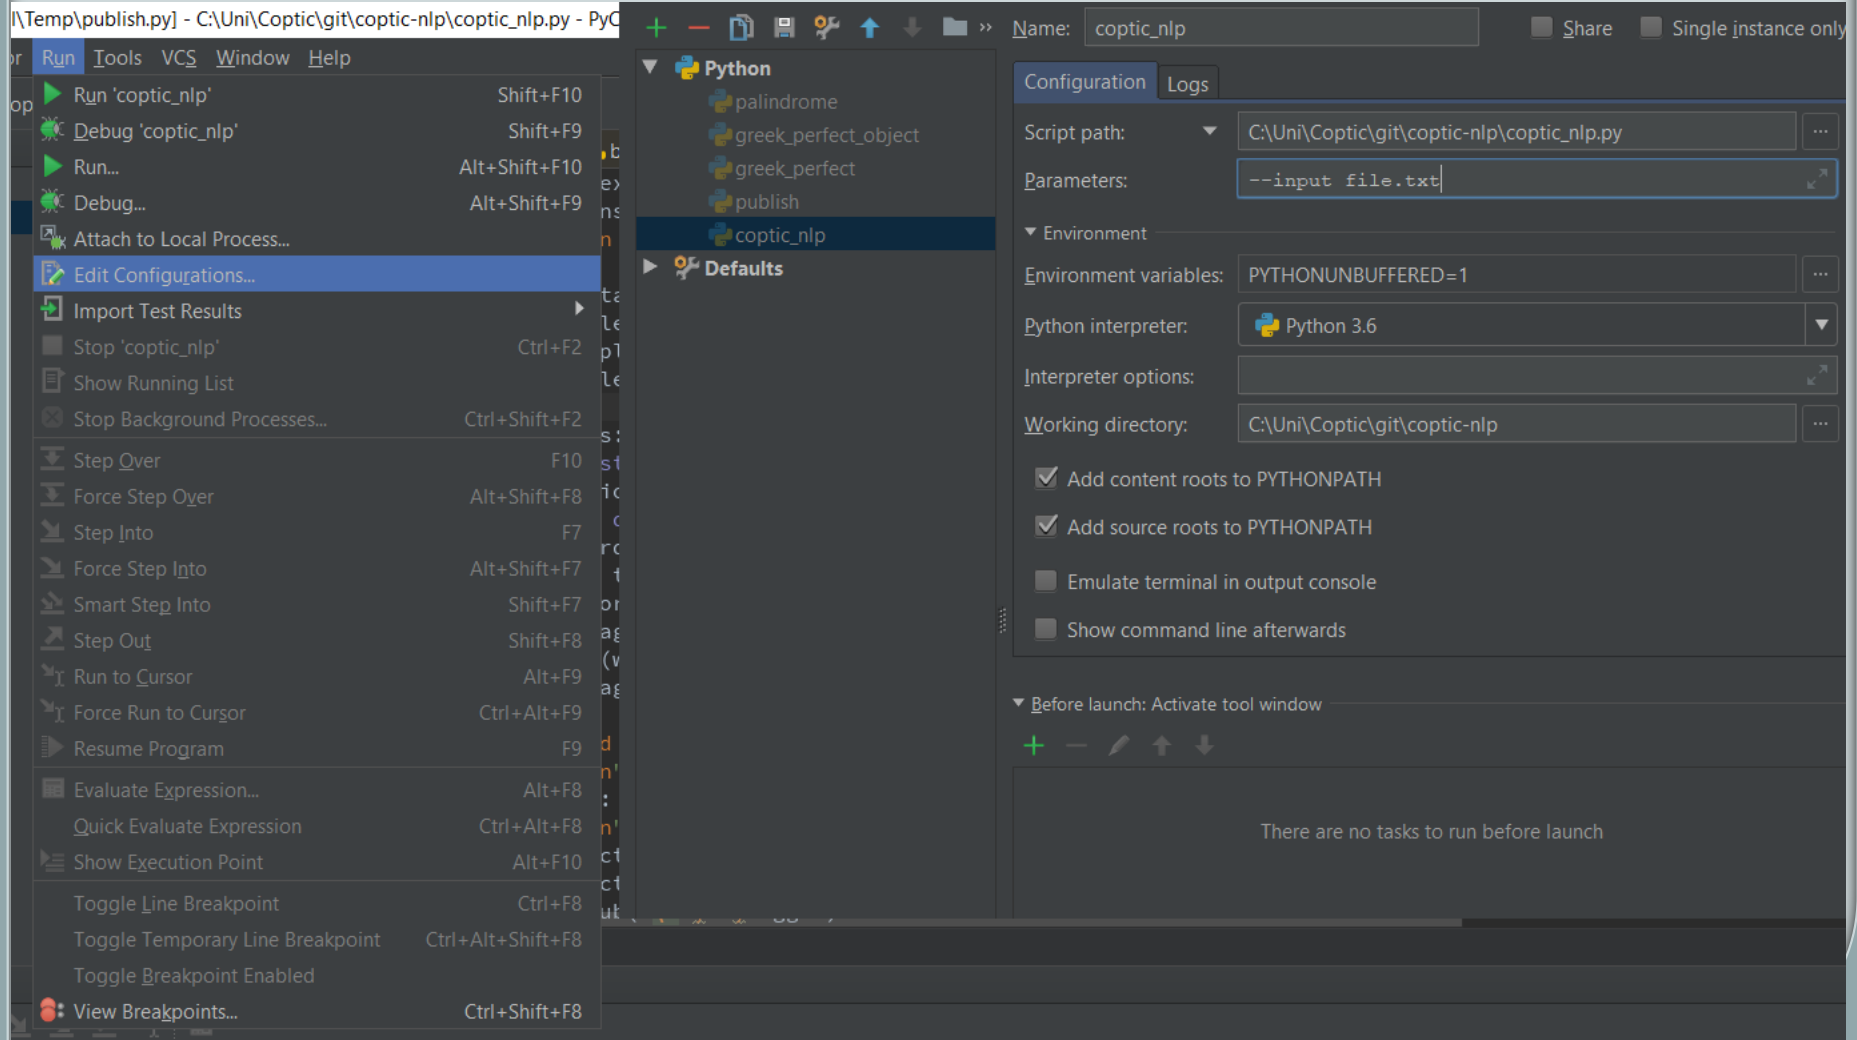 l\Temp\publish.py] - C:\Uni\Coptic\git\coptic-nlp\coptic_nlp.py - PyC
Run Tools VCS Window Help
Run 'coptic_nlp' Shift+F10
Debug 'coptic_nlp' Shift+F9
Run... Alt+Shift+F10
Debug... Alt+Shift+F9
Attach to Local Process...
Edit Configurations...
Import Test Results
Stop 'coptic_nlp' Ctrl+F2
Show Running List
Stop Background Processes... Ctrl+Shift+F2
Step Over F10
Force Step Over Alt+Shift+F8
Step Into F7
Force Step Into Alt+Shift+F7
Smart Step Into Shift+F7
Step Out Shift+F8
Run to Cursor Alt+F9
Force Run to Cursor Ctrl+Alt+F9
Resume Program F9
Evaluate Expression... Alt+F8
Quick Evaluate Expression Ctrl+Alt+F8
Show Execution Point Alt+F10
Toggle Line Breakpoint Ctrl+F8
Toggle Temporary Line Breakpoint Ctrl+Alt+Shift+F8
Toggle Breakpoint Enabled
View Breakpoints... Ctrl+Shift+F8
Python
palindrome
greek_perfect_object
greek_perfect
publish
coptic_nlp
Defaults
Name: coptic_nlp Share Single instance only
Configuration Logs
Script path: C:\Uni\Coptic\git\coptic-nlp\coptic_nlp.py ...
Parameters: --input file.txt
Environment
Environment variables: PYTHONUNBUFFERED=1 ...
Python interpreter: Python 3.6
Interpreter options:
Working directory: C:\Uni\Coptic\git\coptic-nlp ...
Add content roots to PYTHONPATH
Add source roots to PYTHONPATH
Emulate terminal in output console
Show command line afterwards
Before launch: Activate tool window
There are no tasks to run before launch